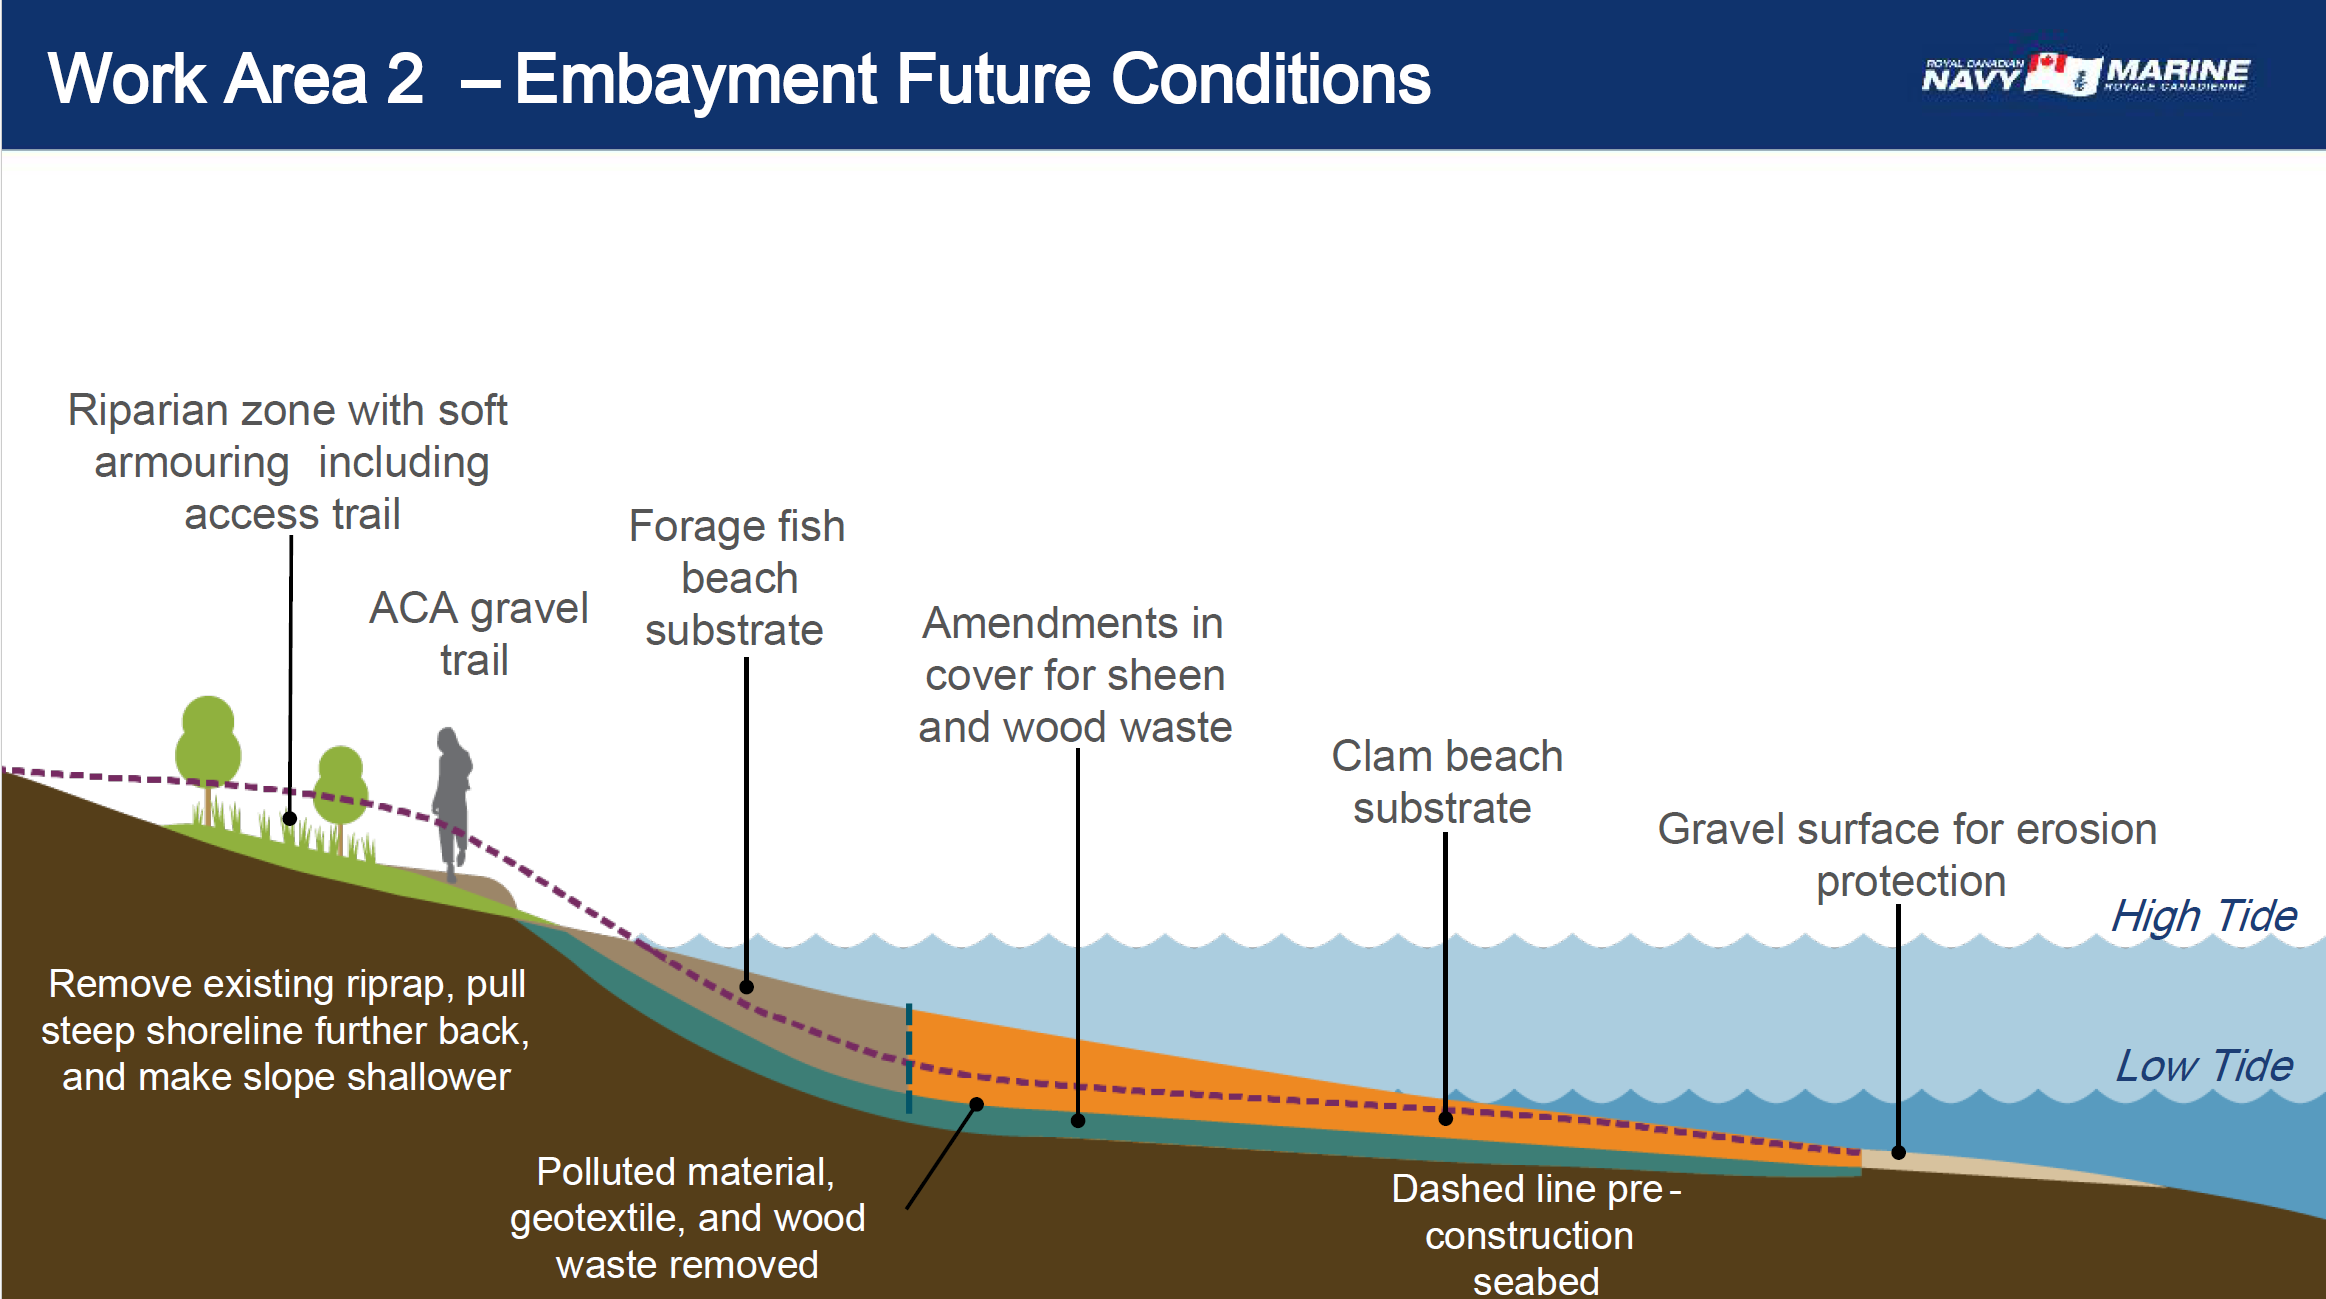 Work Area 2 – Embayment Future Conditions
ROYAL CANADIAN
NAVY
MARINE
ROYALE CANADIENNE
Riparian zone with soft
armouring including
access trail
ACA gravel
trail
Forage fish
beach
substrate
Amendments in
cover for sheen
and wood waste
Clam beach
substrate
Gravel surface for erosion
protection
High Tide
Low Tide
Remove existing riprap, pull
steep shoreline further back,
and make slope shallower
Polluted material,
geotextile, and wood
waste removed
Dashed line pre-
construction
seabed